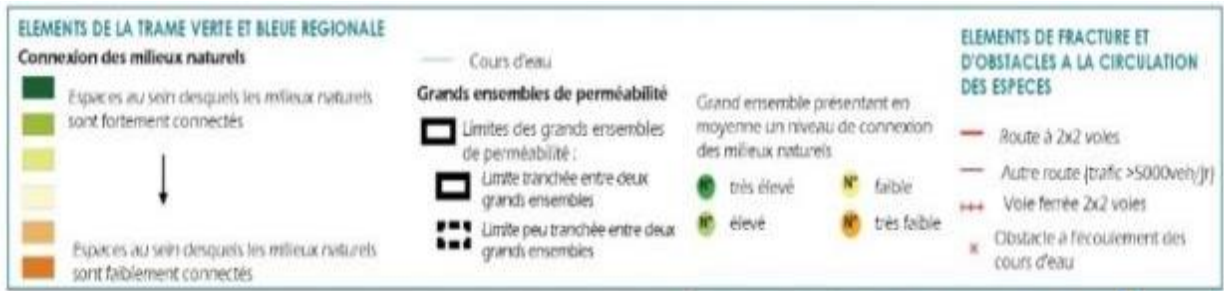 ELEMENTS DE LA TRAME VERTE ET BLEUE REGIONALE
Connexion des milieux naturels
Espaces au sein desquels les milieux naturels
sont fortement connectés
Espaces au sein desquels les milieux naturels
sont faiblement connectés
Cours d'eau
Grands ensembles de perméabilité
Limites des grands ensembles
de perméabilité :
Limite tranchée entre deux
grands ensembles
Limite peu tranchée entre deux
grands ensembles
Grand ensemble présentant en
moyenne un niveau de connexion
des milieux naturels
N° très élevé
N° élevé
N° faible
N° très faible
ELEMENTS DE FRACTURE ET
D'OBSTACLES A LA CIRCULATION
DES ESPECES
Route à 2x2 voies
Autre route (trafic >5000veh/jr)
Voie ferrée 2x2 voies
Obstacle à l'écoulement des
cours d'eau